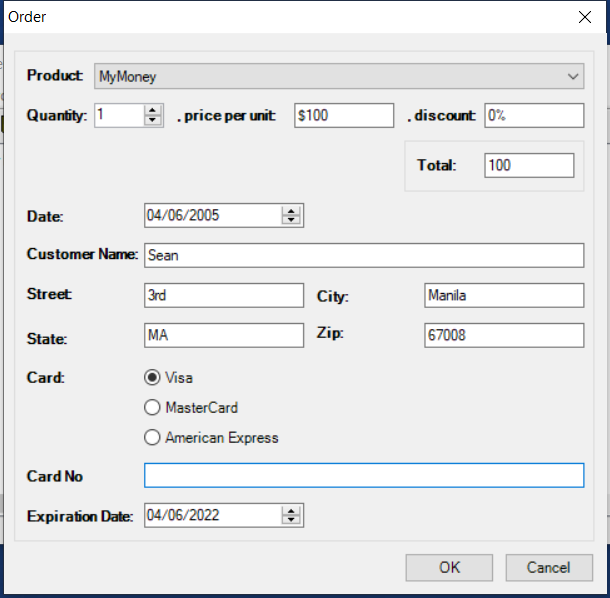 Order
Product: MyMoney
Quantity: 1 . price per unit: $100 . discount: 0%
Total: 100
Date: 04/06/2005
Customer Name: Sean
Street: 3rd City: Manila
State: MA Zip: 67008
Card: Visa
MasterCard
American Express
Card No
Expiration Date: 04/06/2022
OK Cancel